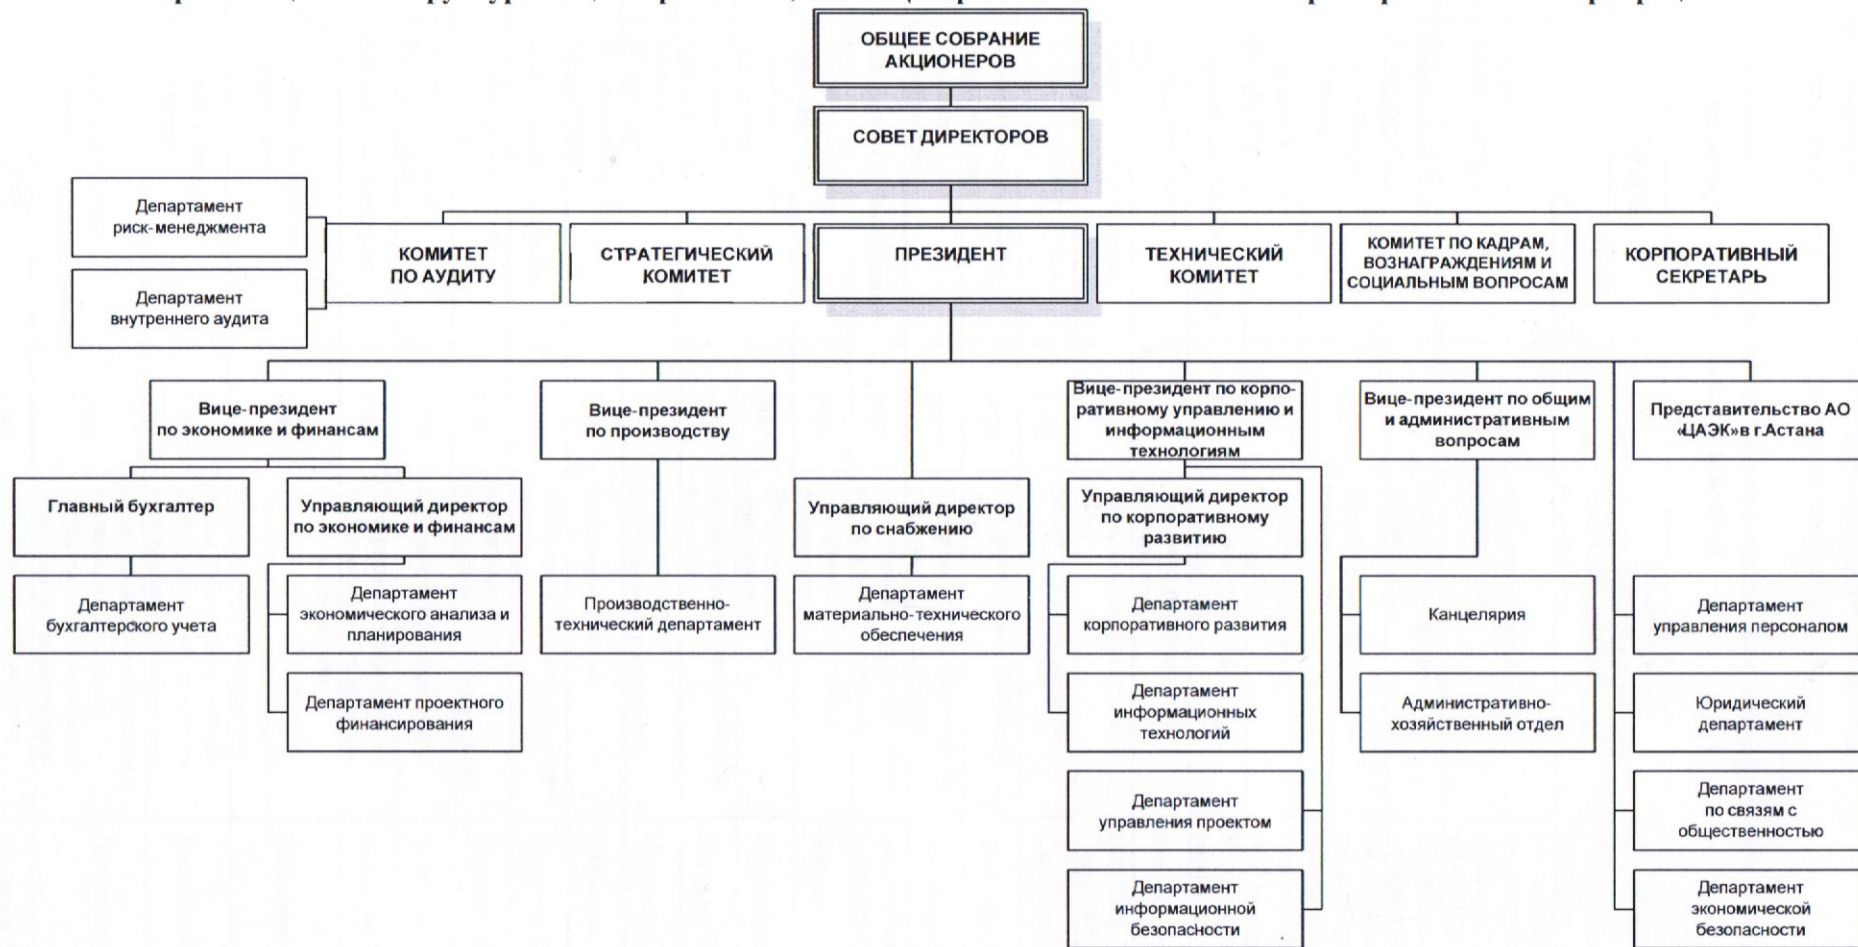 ОБЩЕЕ СОБРАНИЕ
АКЦИОНЕРОВ
СОВЕТ ДИРЕКТОРОВ
Департамент
риск-менеджмента
Департамент
внутреннего аудита
КОМИТЕТ
ПО АУДИТУ
СТРАТЕГИЧЕСКИЙ
КОМИТЕТ
ПРЕЗИДЕНТ
ТЕХНИЧЕСКИЙ
КОМИТЕТ
КОМИТЕТ ПО КАДРАМ,
ВОЗНАГРАЖДЕНИЯМ И
СОЦИАЛЬНЫМ ВОПРОСАМ
КОРПОРАТИВНЫЙ
СЕКРЕТАРЬ
Вице-президент
по экономике и финансам
Вице-президент
по производству
Вице-президент по корпо-
ративному управлению и
информационным
технологиям
Вице-президент по общим
и административным
вопросам
Представительство АО
«ЦАЭК» в г.Астана
Главный бухгалтер
Управляющий директор
по экономике и финансам
Управляющий директор
по снабжению
Управляющий директор
по корпоративному
развитию
Департамент
бухгалтерского учета
Департамент
экономического анализа и
планирования
Производственно-
технический департамент
Департамент
материально-технического
обеспечения
Департамент
корпоративного развития
Канцелярия
Департамент
управления персоналом
Департамент проектного
финансирования
Департамент
информационных
технологий
Административно-
хозяйственный отдел
Юридический
департамент
Департамент
управления проектом
Департамент
по связям с
общественностью
Департамент
информационной
безопасности
Департамент
экономической
безопасности